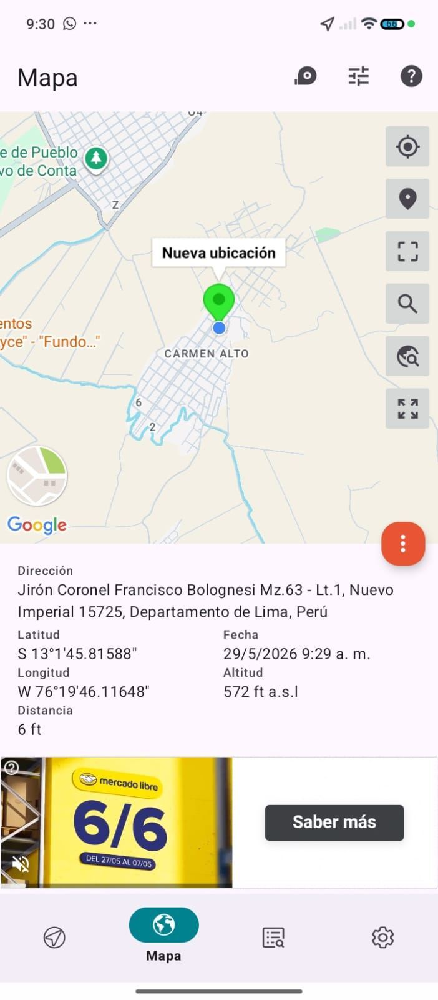 9:30
66
Mapa
04
e de Pueblo
vo de Conta
Z
Nueva ubicación
entos
yce" - "Fundo..."
CARMEN ALTO
6
2
Google
Dirección
Jirón Coronel Francisco Bolognesi Mz.63 - Lt.1, Nuevo
Imperial 15725, Departamento de Lima, Perú
Latitud Fecha
S 13°1'45.81588" 29/5/2026 9:29 a. m.
Longitud Altitud
W 76°19'46.11648" 572 ft a.s.l
Distancia
6 ft
mercado libre
6/6
DEL 27/05 AL 07/06
Saber más
Mapa